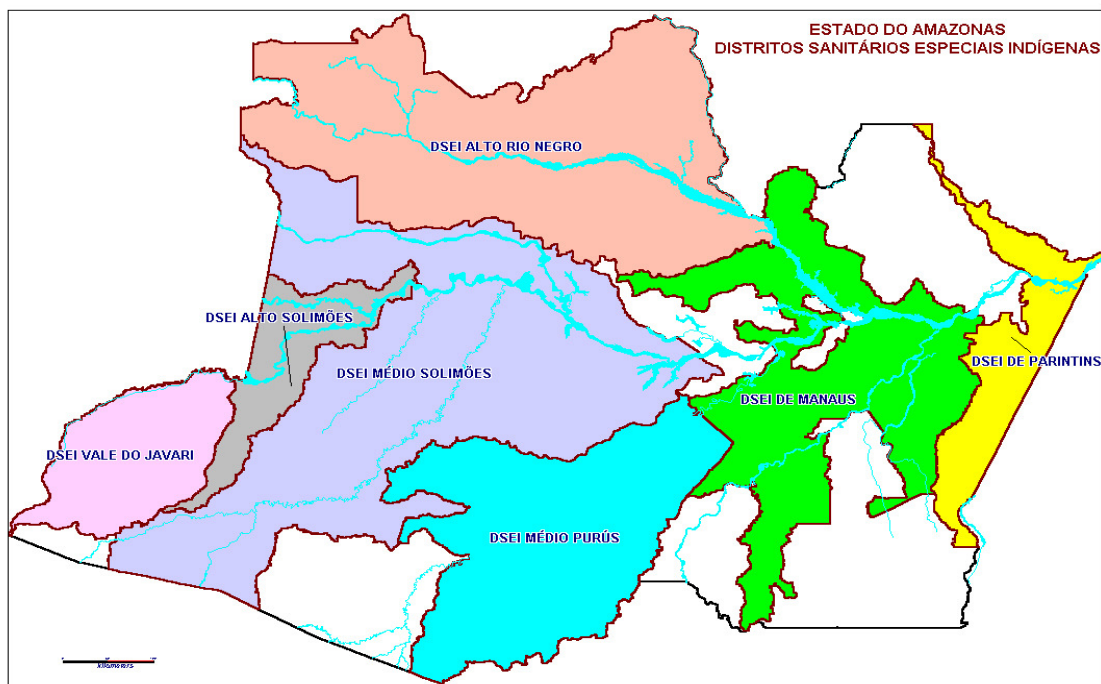 ESTADO DO AMAZONAS
DISTRITOS SANITÁRIOS ESPECIAIS INDÍGENAS
DSEI ALTO RIO NEGRO
DSEI ALTO SOLIMÕES
DSEI DE PARINTINS
DSEI MÉDIO SOLIMÕES
DSEI DE MANAUS
DSEI VALE DO JAVARI
DSEI MÉDIO PURÚS